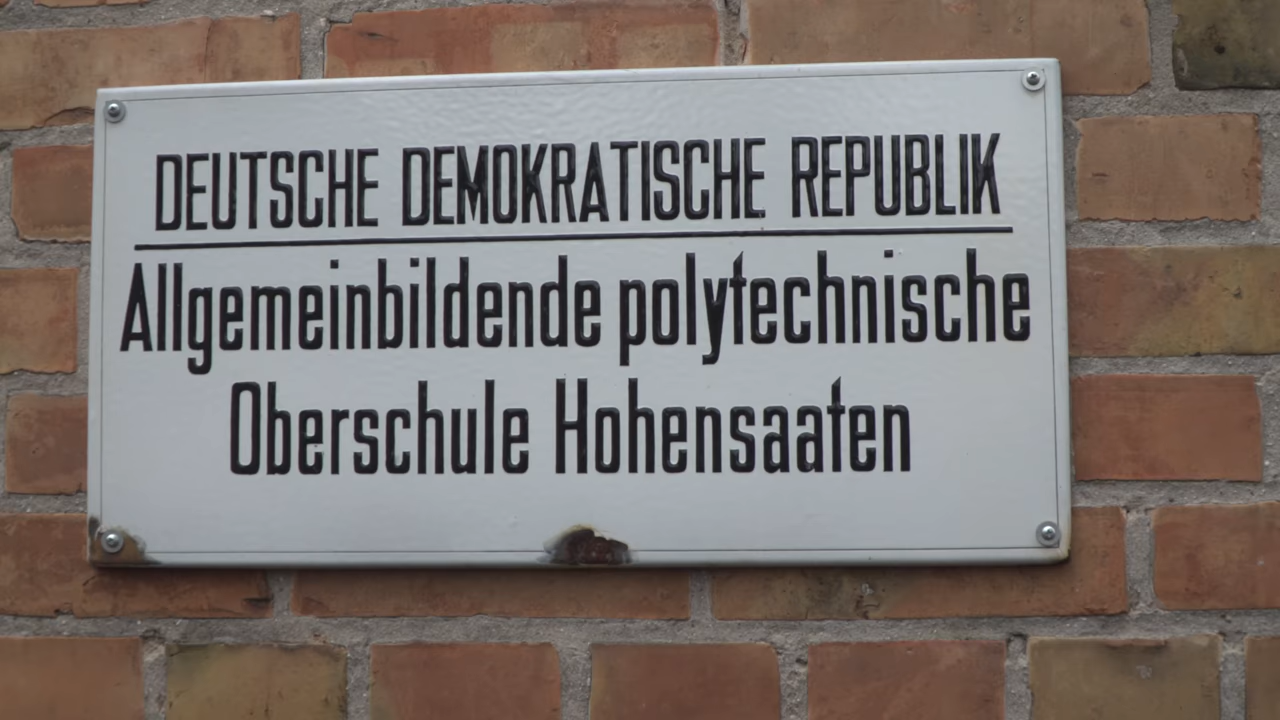 DEUTSCHE DEMOKRATISCHE REPUBLIK
Allgemeinbildende polytechnische
Oberschule Hohensaaten